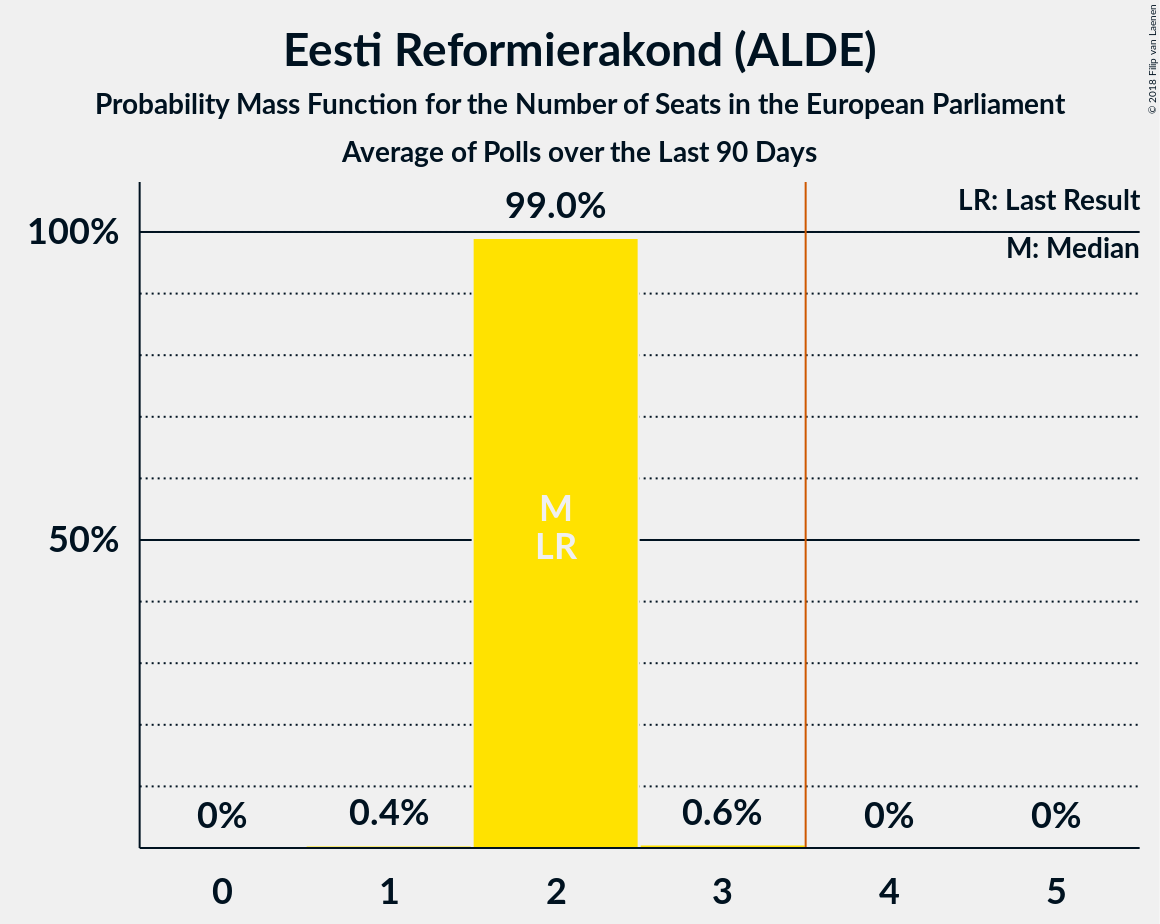 Eesti Reformierakond (ALDE)
Probability Mass Function for the Number of Seats in the European Parliament
Average of Polls over the Last 90 Days
© 2018 Filip van Laenen
LR: Last Result
M: Median
100%
50%
99.0%
M
LR
0%
0.4%
0.6%
0%
0%
0
1
2
3
4
5